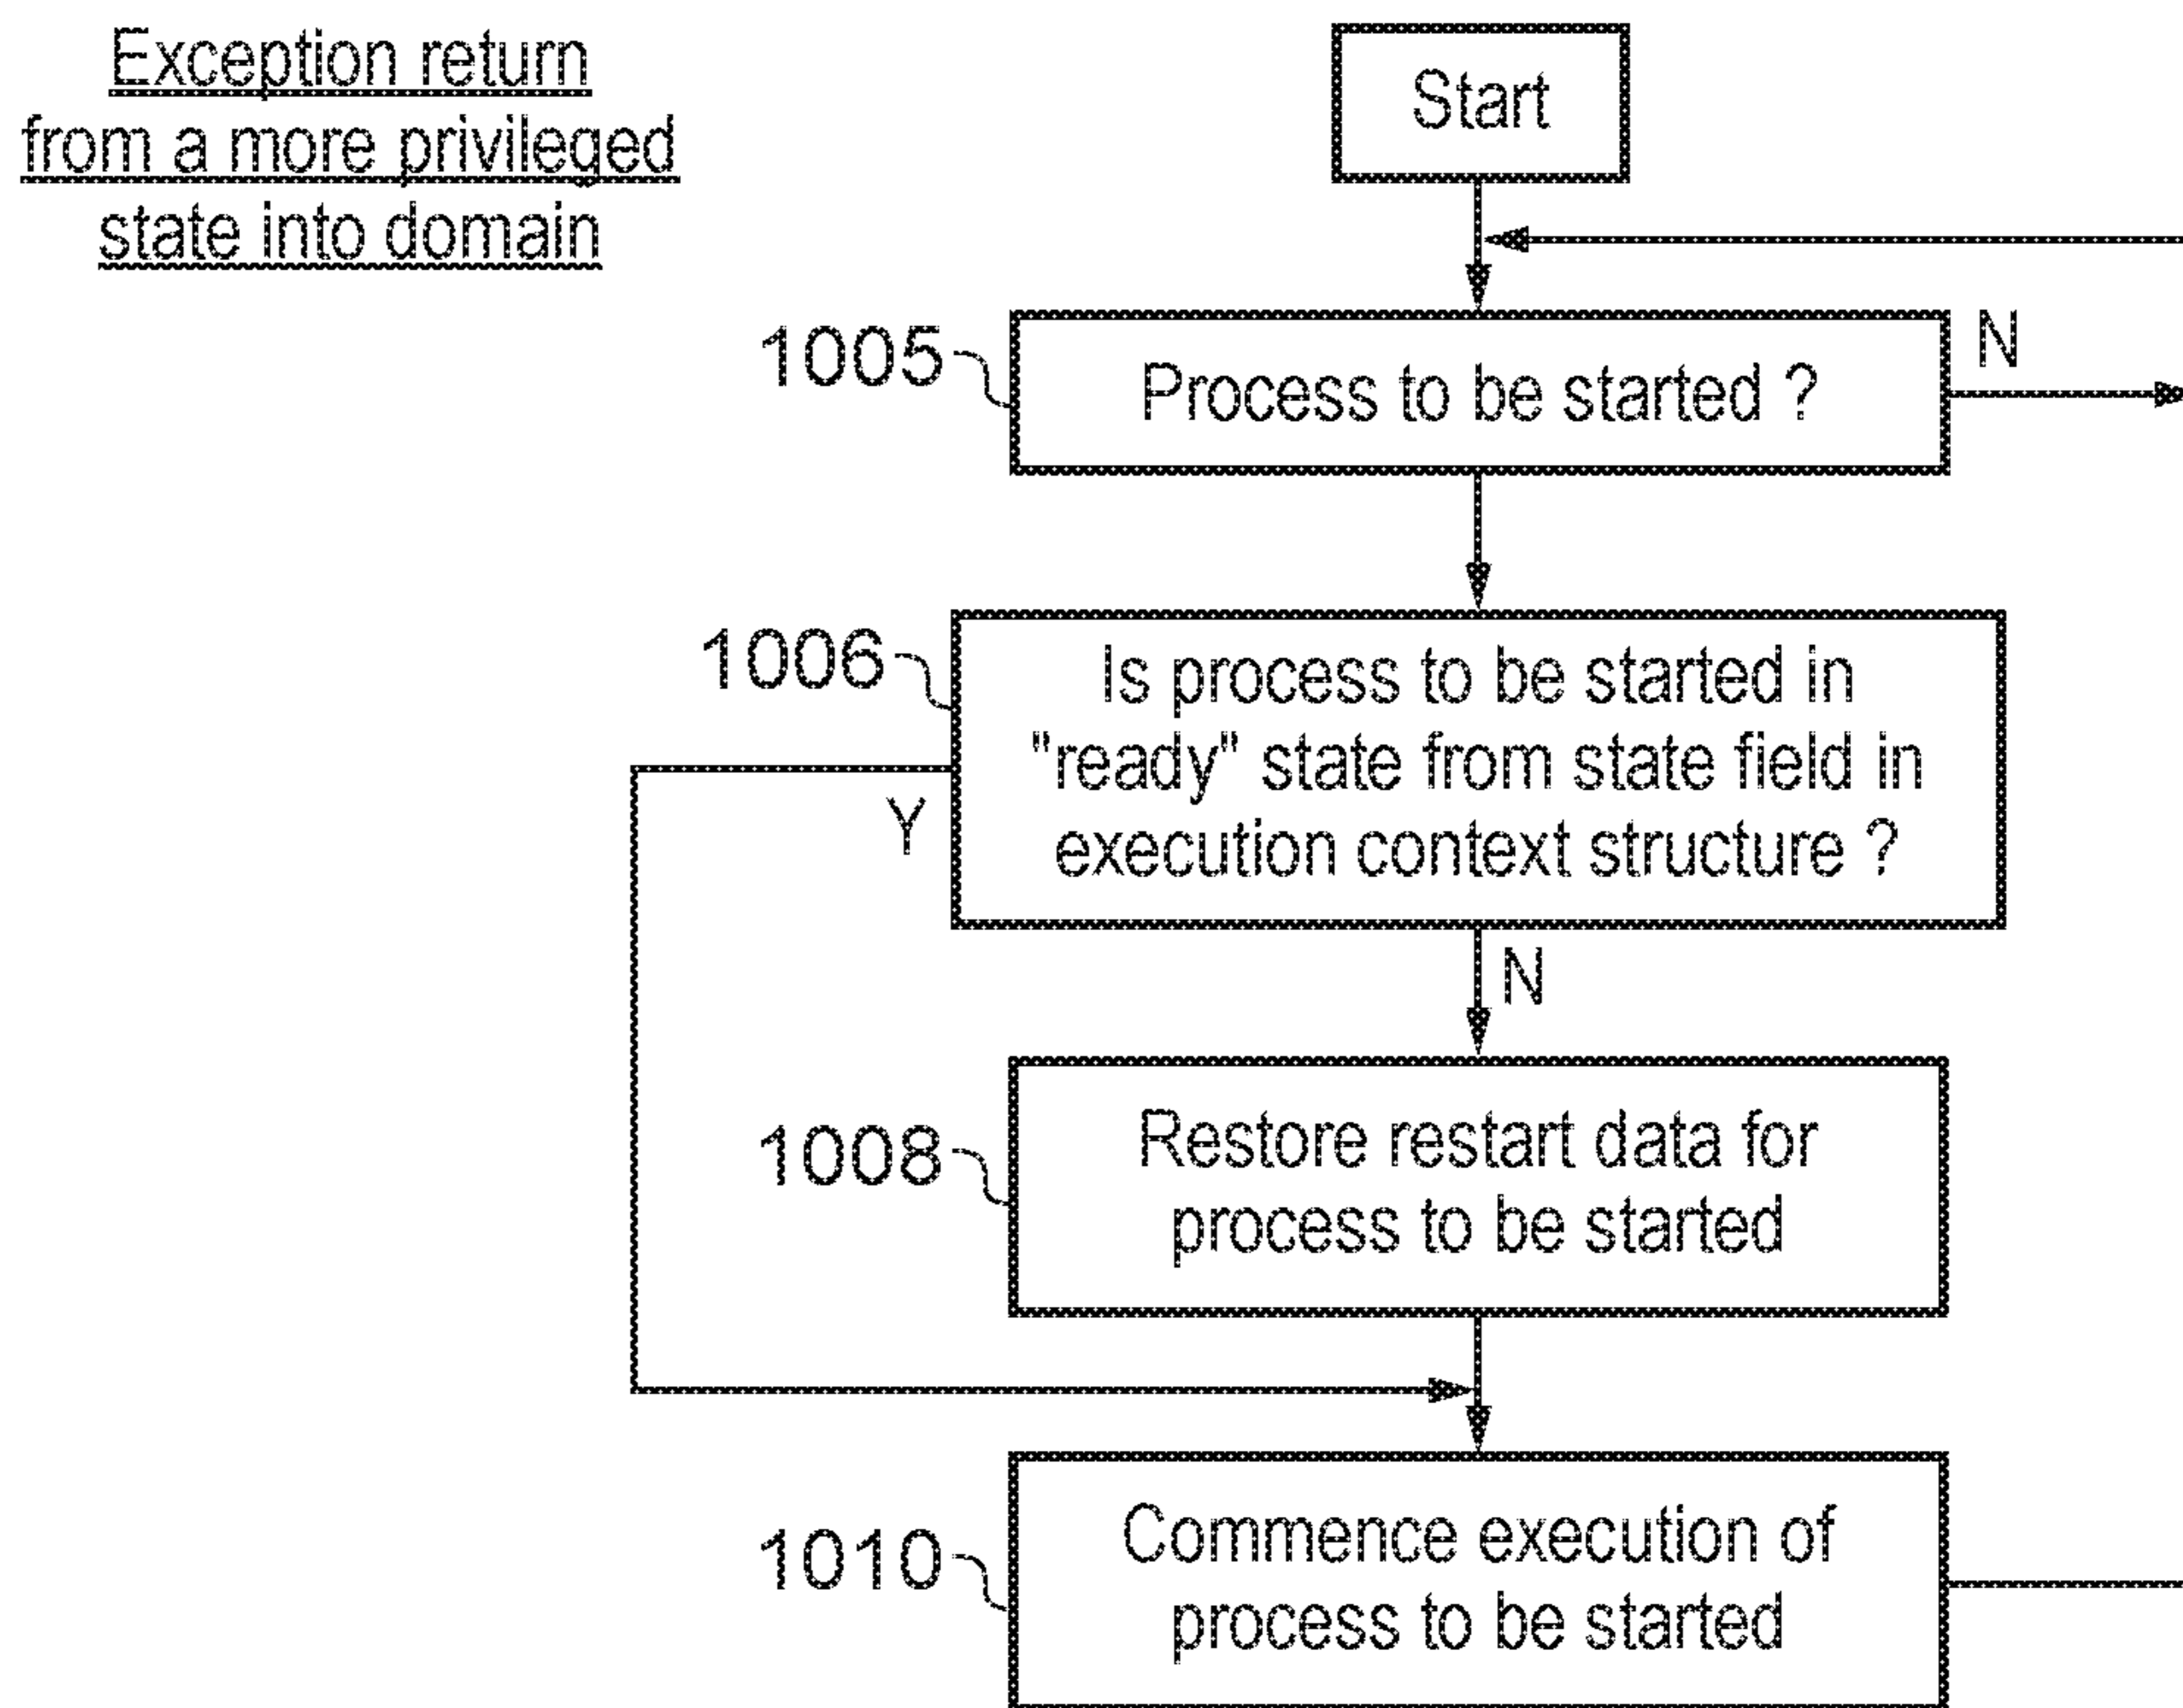 Exception return
from a more privileged
state into domain
Start
1005
Process to be started ?
N
1006
Is process to be started in
"ready" state from state field in
execution context structure ?
Y
N
1008
Restore restart data for
process to be started
1010
Commence execution of
process to be started